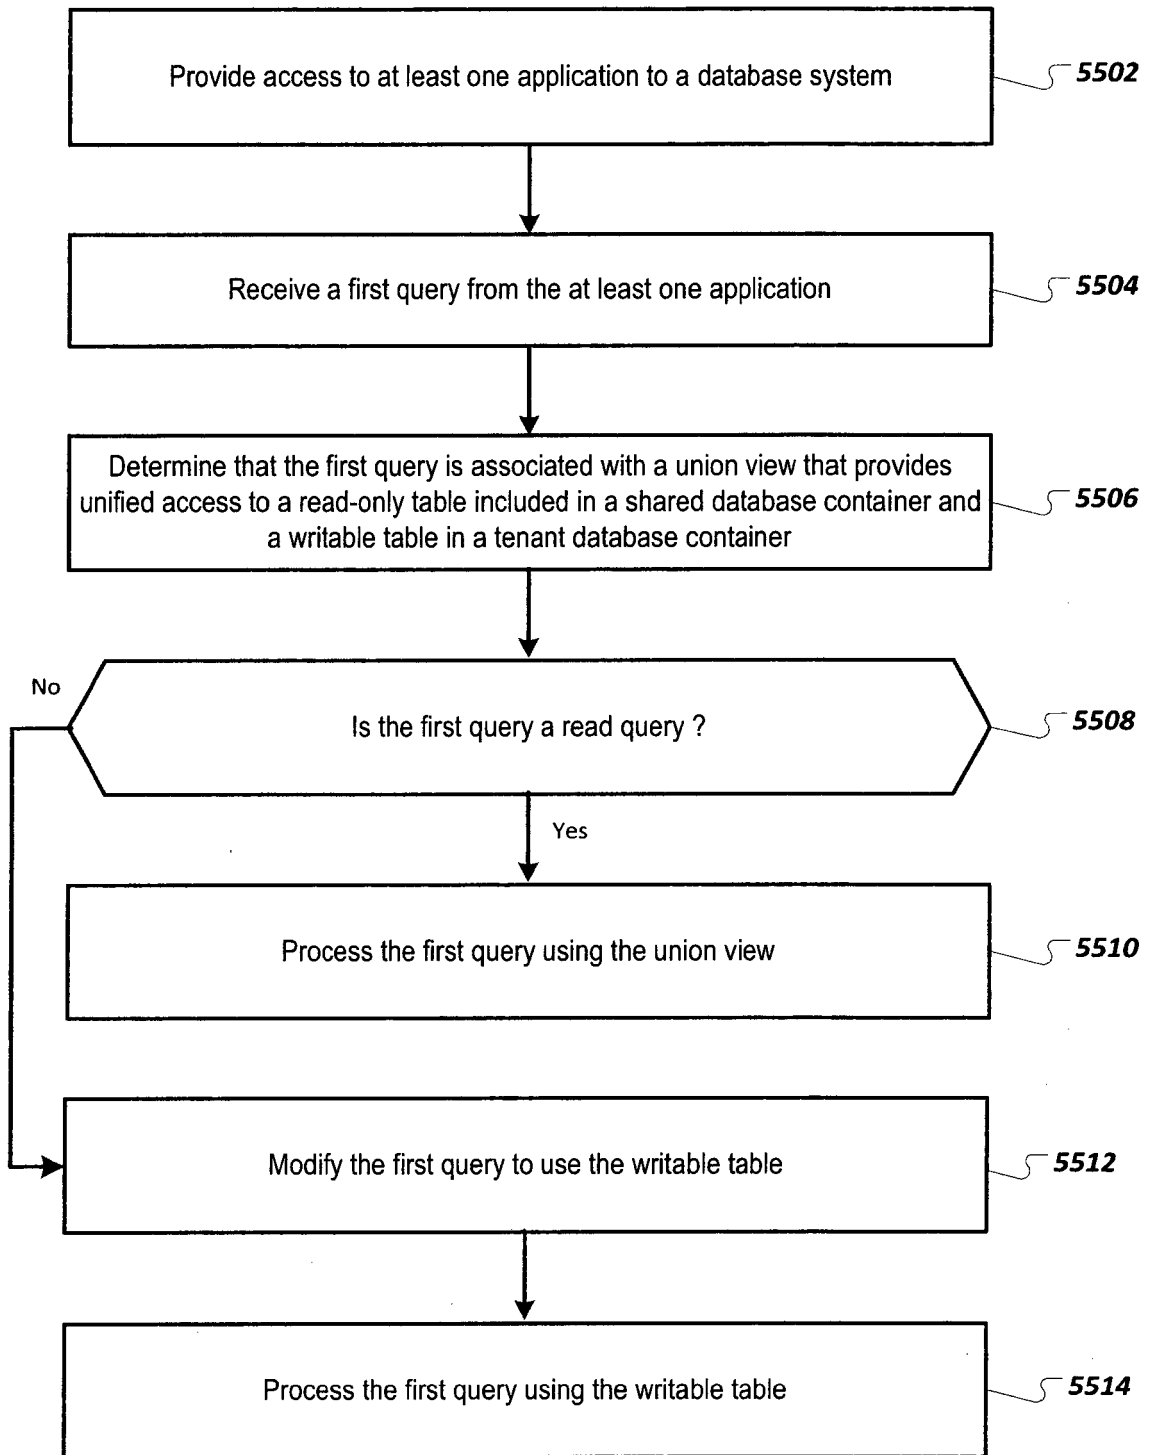 Provide access to at least one application to a database system
5502
Receive a first query from the at least one application
5504
Determine that the first query is associated with a union view that provides
unified access to a read-only table included in a shared database container and
a writable table in a tenant database container
5506
No
Is the first query a read query ?
5508
Yes
Process the first query using the union view
5510
Modify the first query to use the writable table
5512
Process the first query using the writable table
5514